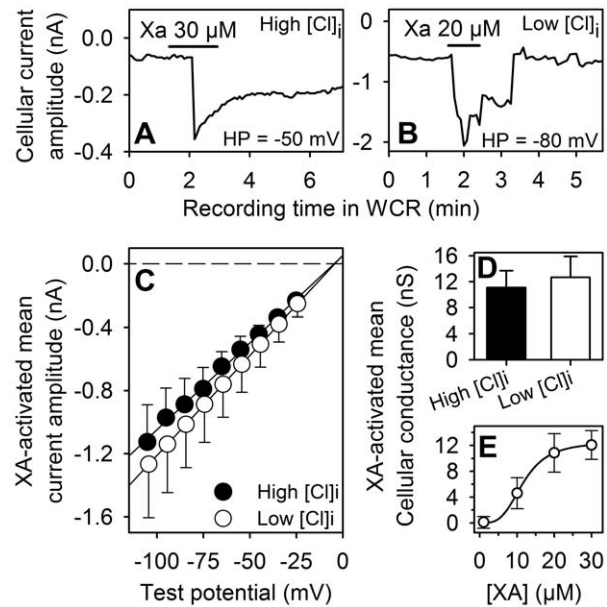 Xa 30 µM
High [Cl]i
Xa 20 µM
Low [Cl]i
Cellular current
amplitude (nA)
0.0
-0.2
-0.4
A
HP = -50 mV
0
-1
-2
B
HP = -80 mV
0 2 4 6
0 1 2 3 4 5
Recording time in WCR (min)
XA-activated mean
current amplitude (nA)
0.0
-0.4
-0.8
-1.2
-1.6
C
High [Cl]i
Low [Cl]i
-100 -75 -50 -25 0
Test potential (mV)
XA-activated mean
Cellular conductance (nS)
16
12
8
4
0
D
High [Cl]i
Low [Cl]i
12
8
4
0
E
0 10 20 30
[XA] (µM)